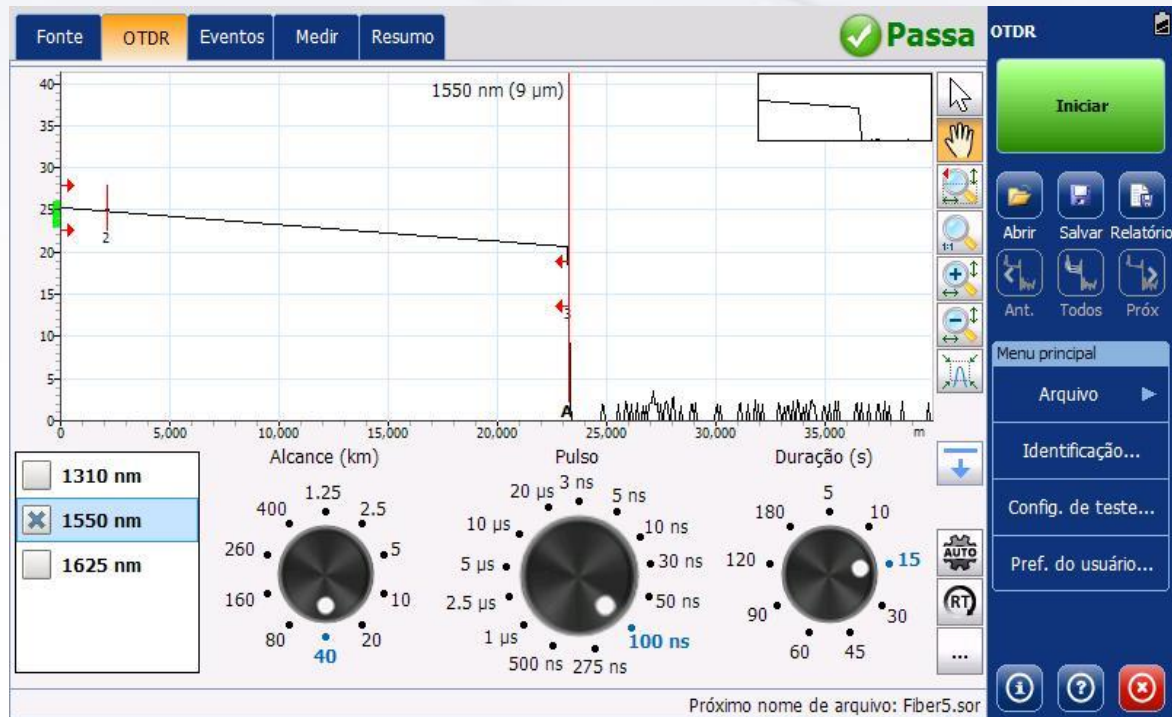 Fonte OTDR Eventos Medir Resumo Passa
1550 nm (9 µm)
40
35
30
25
20
15
10
5
0
2
3
A
0 5,000 10,000 15,000 20,000 25,000 30,000 35,000 m
1:1
1310 nm
1550 nm
1625 nm
Alcance (km)
1.25
2.5
5
10
20
40
80
160
260
400
Pulso
3 ns
5 ns
10 ns
30 ns
50 ns
100 ns
275 ns
500 ns
1 µs
2.5 µs
5 µs
10 µs
20 µs
Duração (s)
5
10
15
30
45
60
90
120
180
AUTO
RT
...
Próximo nome de arquivo: Fiber5.sor
OTDR
Iniciar
Abrir Salvar Relatório
Ant. Todos Próx
Menu principal
Arquivo
Identificação...
Config. de teste...
Pref. do usuário...